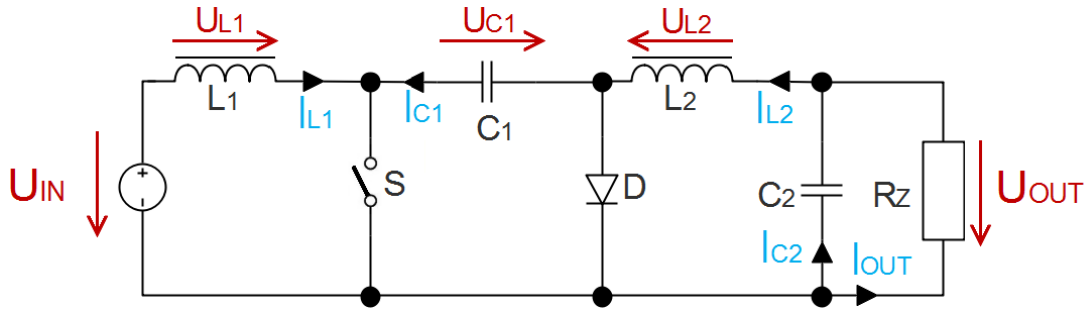 UL1
UC1
UL2
L1
IL1
IC1
C1
L2
IL2
UIN
+
-
S
D
C2
RZ
UOUT
IC2
IOUT